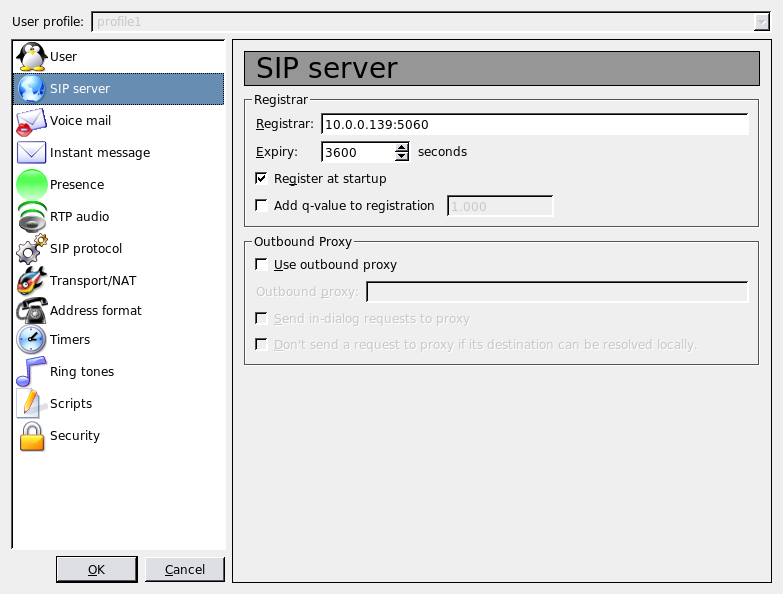 User profile: profile1
User
SIP server
Voice mail
Instant message
Presence
RTP audio
SIP protocol
Transport/NAT
Address format
Timers
Ring tones
Scripts
Security
SIP server
Registrar
Registrar: 10.0.0.139:5060
Expiry: 3600 seconds
Register at startup
Add q-value to registration 1.000
Outbound Proxy
Use outbound proxy
Outbound proxy:
Send in-dialog requests to proxy
Don't send a request to proxy if its destination can be resolved locally.
OK Cancel